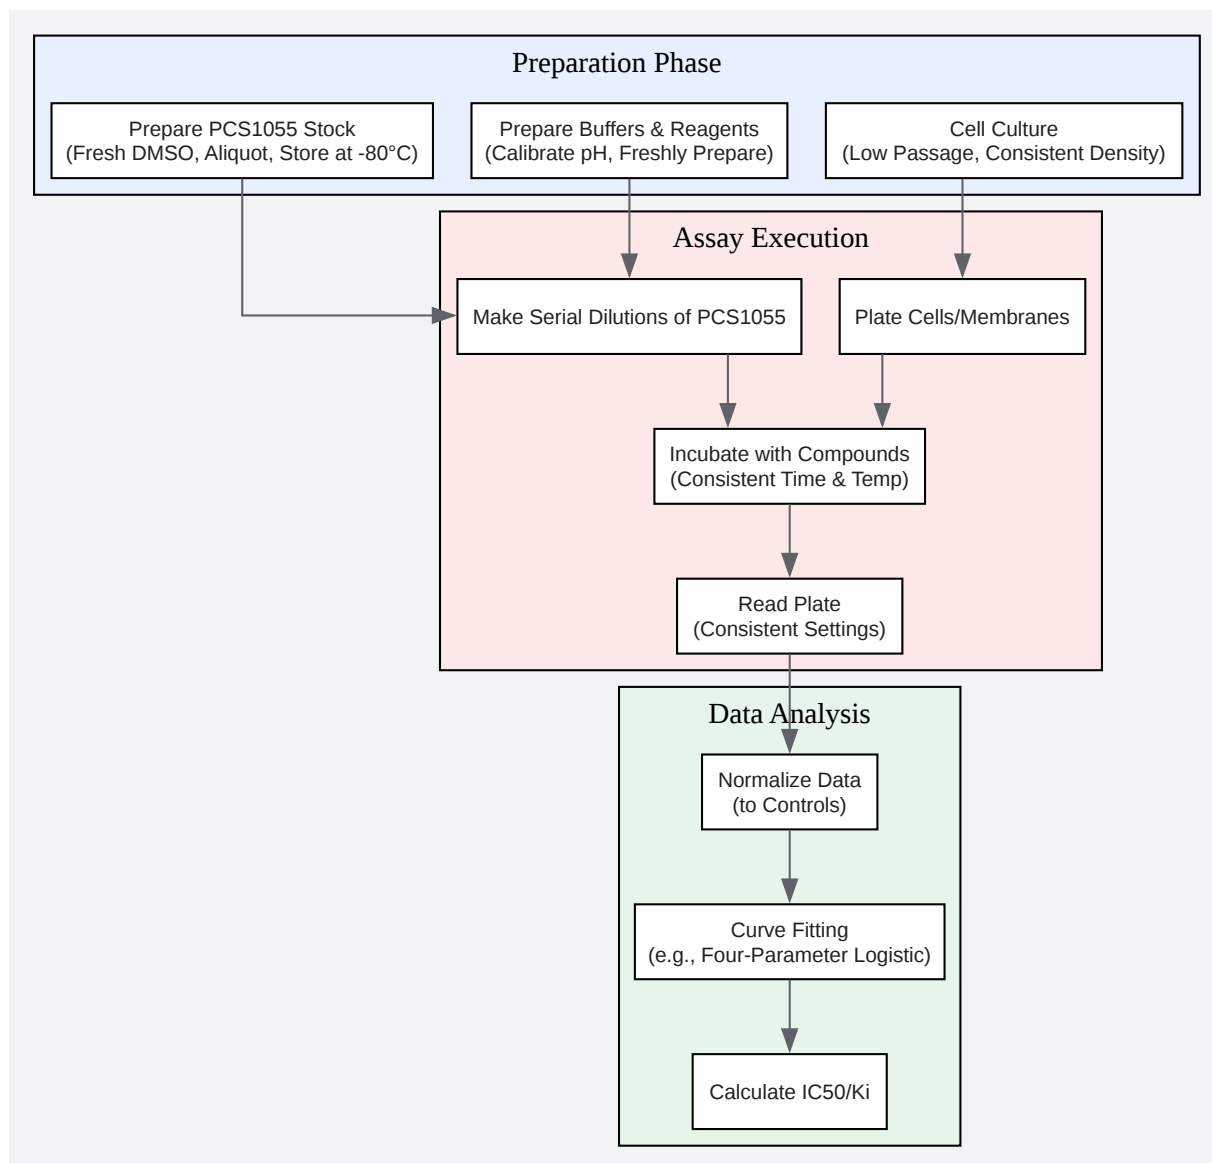 Preparation Phase
Prepare PCS1055 Stock
(Fresh DMSO, Aliquot, Store at -80°C)
Prepare Buffers & Reagents
(Calibrate pH, Freshly Prepare)
Cell Culture
(Low Passage, Consistent Density)
Assay Execution
Make Serial Dilutions of PCS1055
Plate Cells/Membranes
Incubate with Compounds
(Consistent Time & Temp)
Read Plate
(Consistent Settings)
Data Analysis
Normalize Data
(to Controls)
Curve Fitting
(e.g., Four-Parameter Logistic)
Calculate IC50/Ki